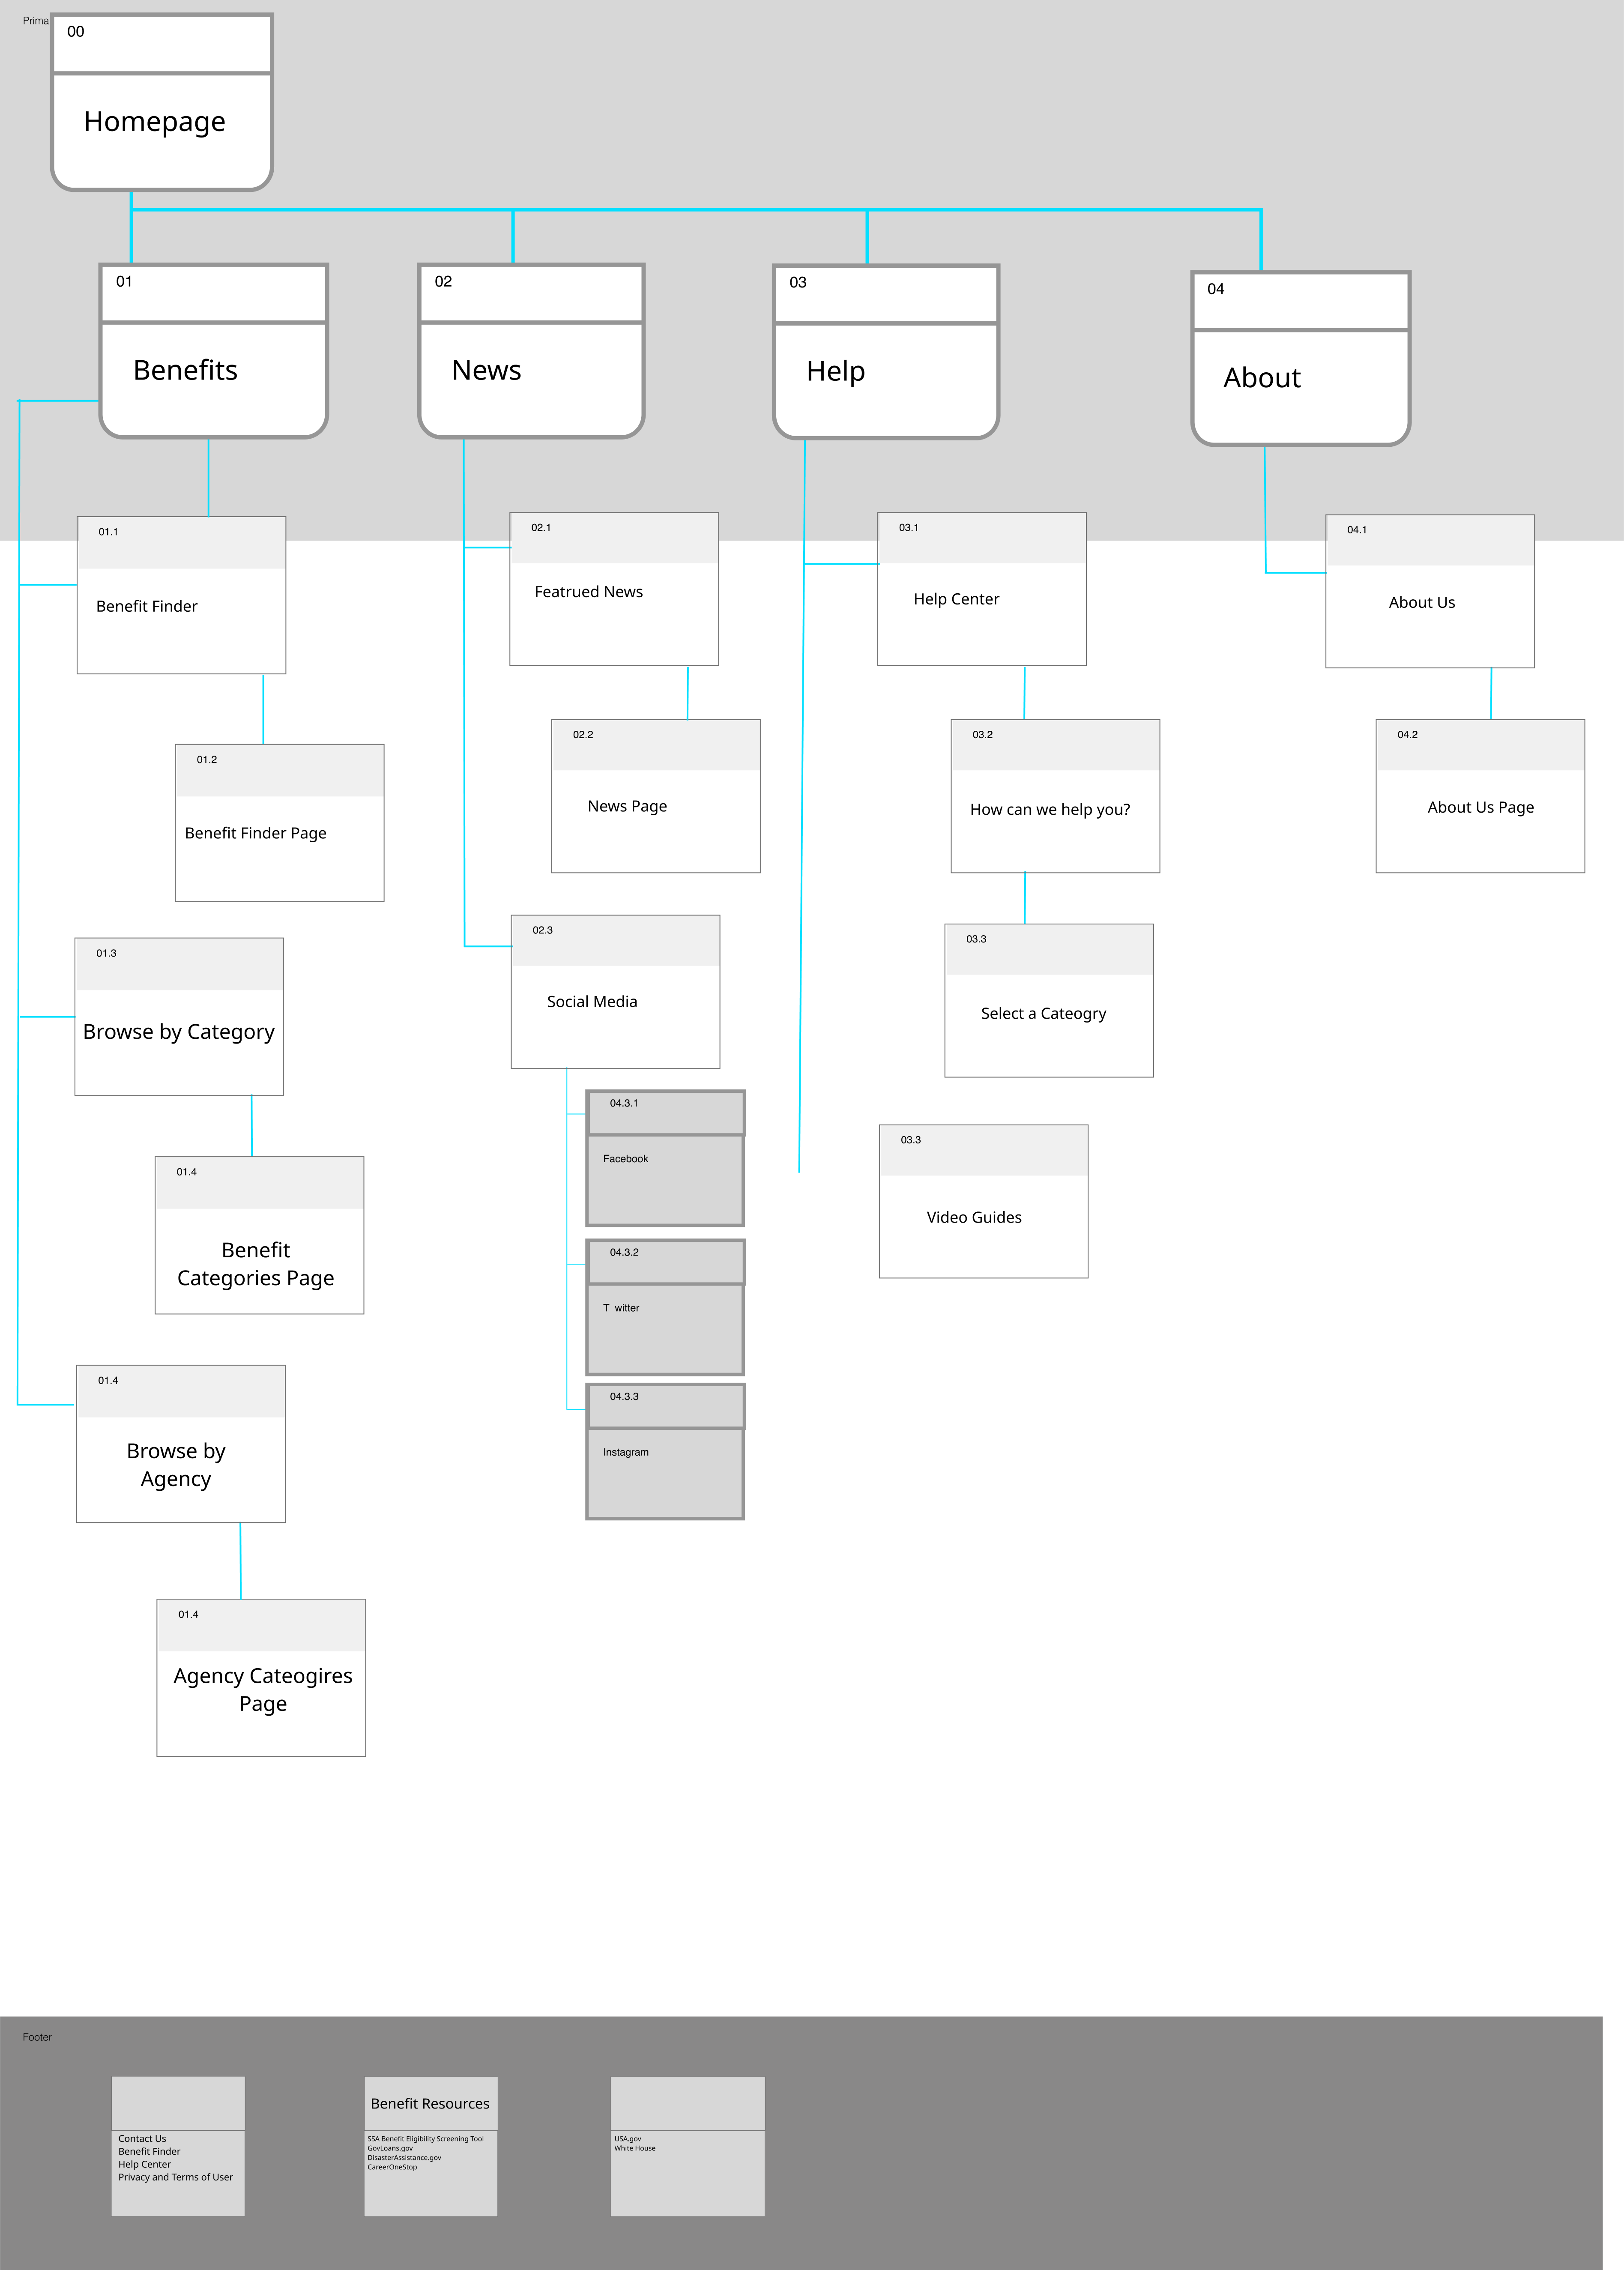 Prima
00
Homepage
01
Benefits
02
News
03
Help
04
About
01.1
Benefit Finder
01.2
Benefit Finder Page
01.3
Browse by Category
01.4
Benefit
Categories Page
01.4
Browse by
Agency
01.4
Agency Cateogires
Page
02.1
Featrued News
02.2
News Page
02.3
Social Media
04.3.1
Facebook
04.3.2
T witter
04.3.3
Instagram
03.1
Help Center
03.2
How can we help you?
03.3
Select a Cateogry
03.3
Video Guides
04.1
About Us
04.2
About Us Page
Footer
Contact Us
Benefit Finder
Help Center
Privacy and Terms of User
Benefit Resources
SSA Benefit Eligibility Screening Tool
GovLoans.gov
DisasterAssistance.gov
CareerOneStop
USA.gov
White House